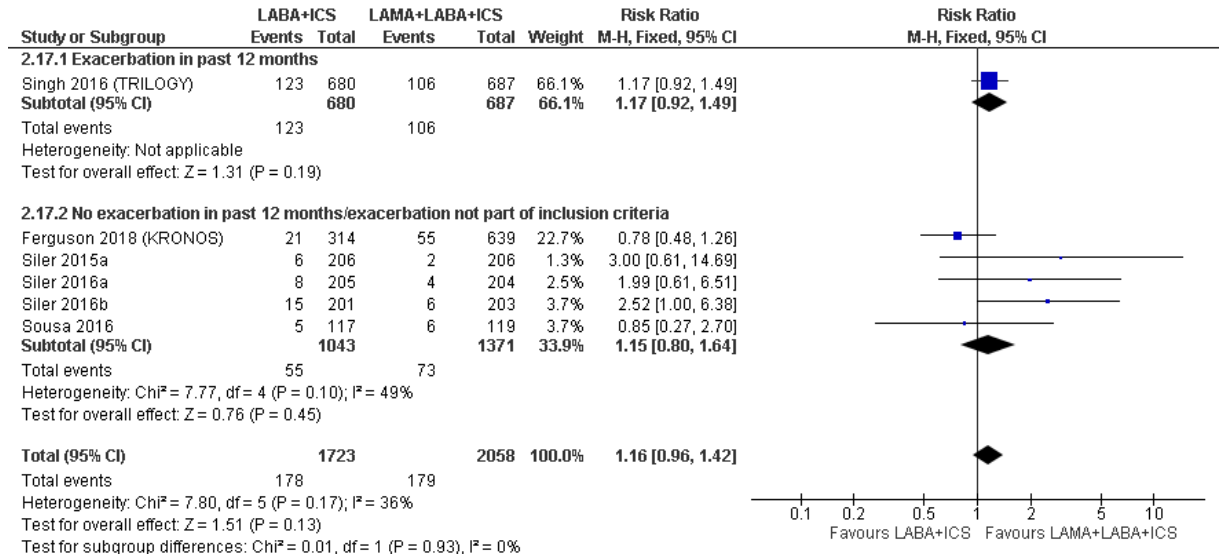 LABA+ICS LAMA+LABA+ICS Risk Ratio Risk Ratio
Study or Subgroup Events Total Events Total Weight M-H, Fixed, 95% CI M-H, Fixed, 95% CI
2.17.1 Exacerbation in past 12 months
Singh 2016 (TRILOGY) 123 680 106 687 66.1% 1.17 [0.92, 1.49]
Subtotal (95% CI) 680 687 66.1% 1.17 [0.92, 1.49]
Total events 123 106
Heterogeneity: Not applicable
Test for overall effect: Z = 1.31 (P = 0.19)
2.17.2 No exacerbation in past 12 months/exacerbation not part of inclusion criteria
Ferguson 2018 (KRONOS) 21 314 55 639 22.7% 0.78 [0.48, 1.26]
Siler 2015a 6 206 2 206 1.3% 3.00 [0.61, 14.69]
Siler 2016a 8 205 4 204 2.5% 1.99 [0.61, 6.51]
Siler 2016b 15 201 6 203 3.7% 2.52 [1.00, 6.38]
Sousa 2016 5 117 6 119 3.7% 0.85 [0.27, 2.70]
Subtotal (95% CI) 1043 1371 33.9% 1.15 [0.80, 1.64]
Total events 55 73
Heterogeneity: Chi² = 7.77, df = 4 (P = 0.10); I² = 49%
Test for overall effect: Z = 0.76 (P = 0.45)
Total (95% CI) 1723 2058 100.0% 1.16 [0.96, 1.42]
Total events 178 179
Heterogeneity: Chi² = 7.80, df = 5 (P = 0.17); I² = 36%
Test for overall effect: Z = 1.51 (P = 0.13)
Test for subgroup differences: Chi² = 0.01, df = 1 (P = 0.93), I² = 0%
0.1 0.2 0.5 1 2 5 10
Favours LABA+ICS Favours LAMA+LABA+ICS